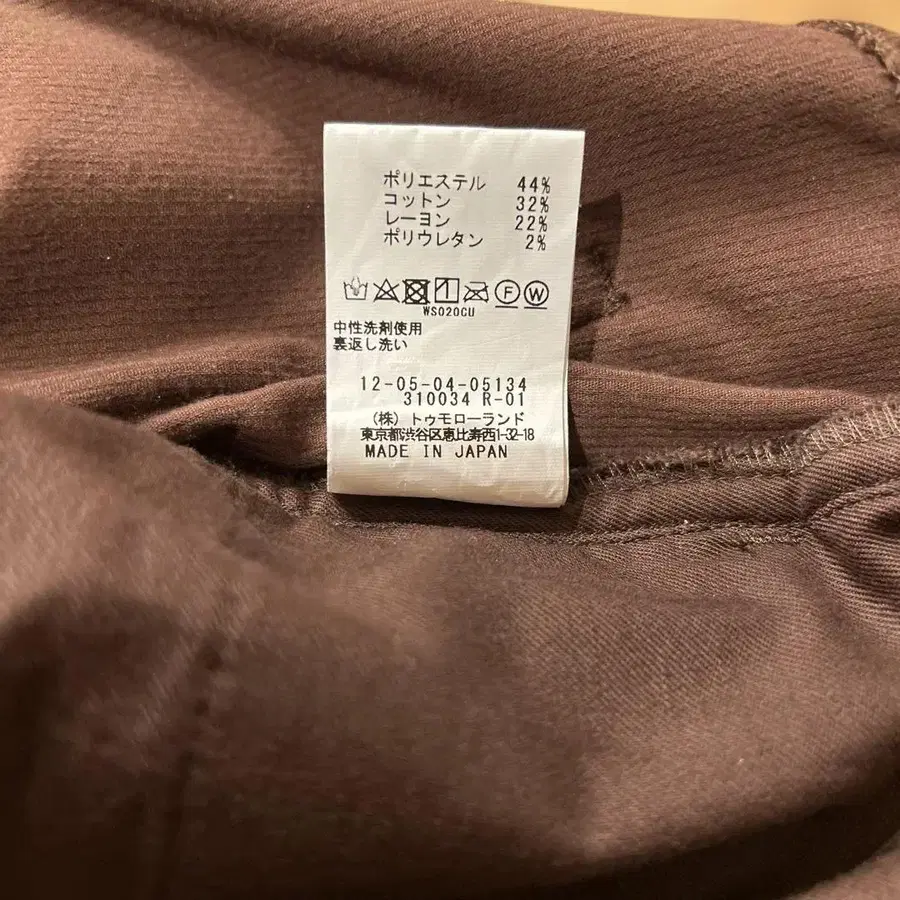 ポリエステル 44%
コットン 32%
レーヨン 22%
ポリウレタン 2%
F W
WS020CU
中性洗剤使用
裏返し洗い
12-05-04-05134
310034 R-01
(株) トゥモローランド
東京都渋谷区恵比寿西1-32-18
MADE IN JAPAN